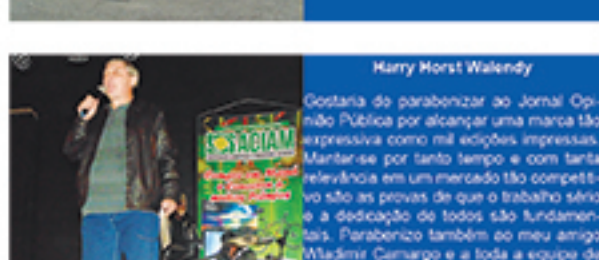 Harry Horst Walendy
Gostaria de parabenizar ao Jornal Opi-
nião Pública por alcançar uma marca tão
expressiva como mil edições impressas.
Manter-se por tanto tempo e com tanta
relevância em um mercado tão competiti-
vo são as provas de que o trabalho sério
e a dedicação de todos são fundamen-
tais. Parabenizo também ao meu amigo
Wladimir Camargo e a toda a equipe de